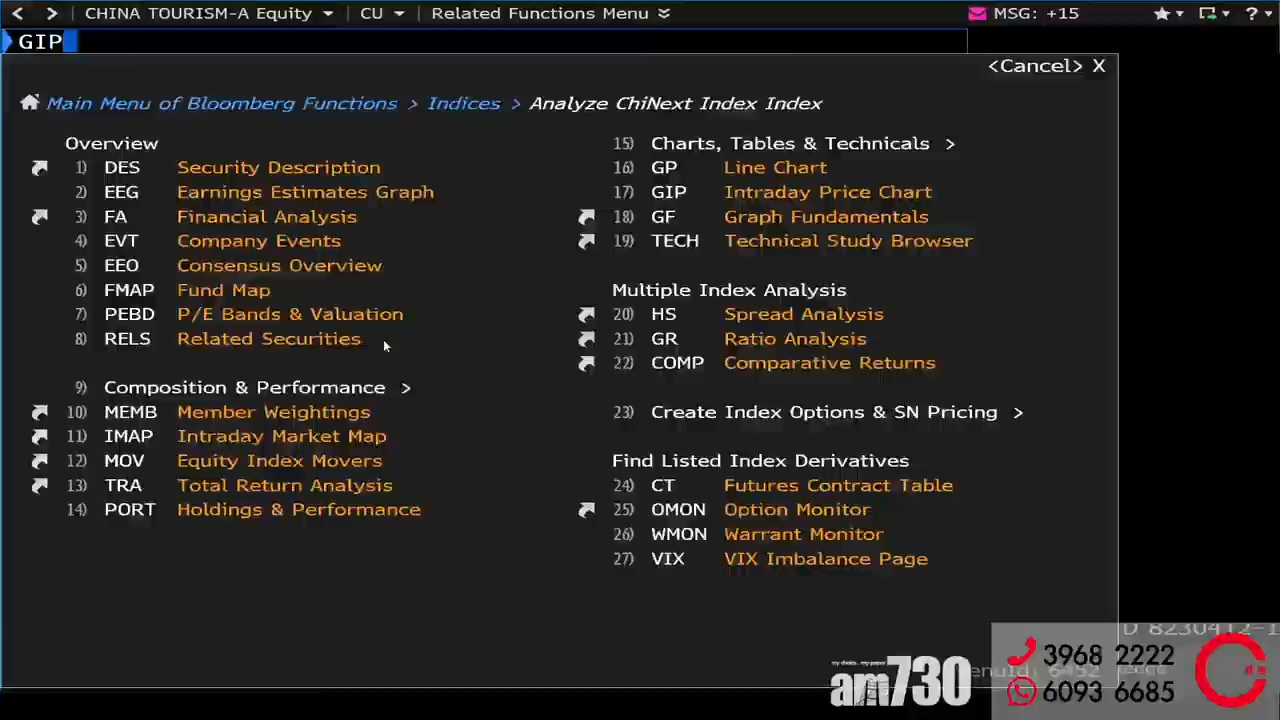 CHINA TOURISM-A Equity CU Related Functions Menu MSG: +15 ?
GIP
<Cancel> X
Main Menu of Bloomberg Functions > Indices > Analyze ChiNext Index Index
Overview
1) DES Security Description
2) EEG Earnings Estimates Graph
3) FA Financial Analysis
4) EVT Company Events
5) EEO Consensus Overview
6) FMAP Fund Map
7) PEBD P/E Bands & Valuation
8) RELS Related Securities
9) Composition & Performance >
10) MEMB Member Weightings
11) IMAP Intraday Market Map
12) MOV Equity Index Movers
13) TRA Total Return Analysis
14) PORT Holdings & Performance
15) Charts, Tables & Technicals >
16) GP Line Chart
17) GIP Intraday Price Chart
18) GF Graph Fundamentals
19) TECH Technical Study Browser
Multiple Index Analysis
20) HS Spread Analysis
21) GR Ratio Analysis
22) COMP Comparative Returns
23) Create Index Options & SN Pricing >
Find Listed Index Derivatives
24) CT Futures Contract Table
25) OMON Option Monitor
26) WMON Warrant Monitor
27) VIX VIX Imbalance Page
my choice.. my paper
am730
3968 2222
6093 6685